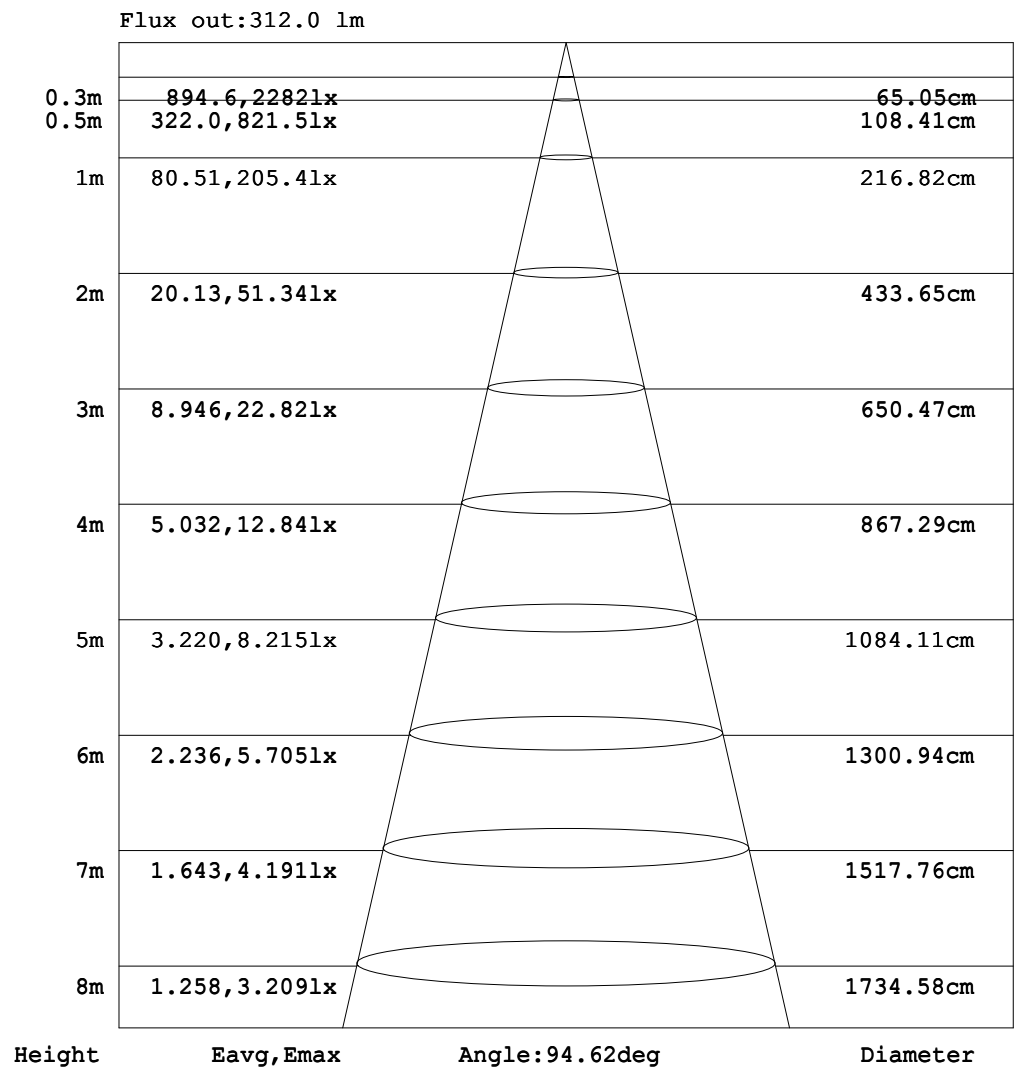 Flux out:312.0 lm
0.3m 894.6,2282lx 65.05cm
0.5m 322.0,821.5lx 108.41cm
1m 80.51,205.4lx 216.82cm
2m 20.13,51.34lx 433.65cm
3m 8.946,22.82lx 650.47cm
4m 5.032,12.84lx 867.29cm
5m 3.220,8.215lx 1084.11cm
6m 2.236,5.705lx 1300.94cm
7m 1.643,4.191lx 1517.76cm
8m 1.258,3.209lx 1734.58cm
Height Eavg,Emax Angle:94.62deg Diameter